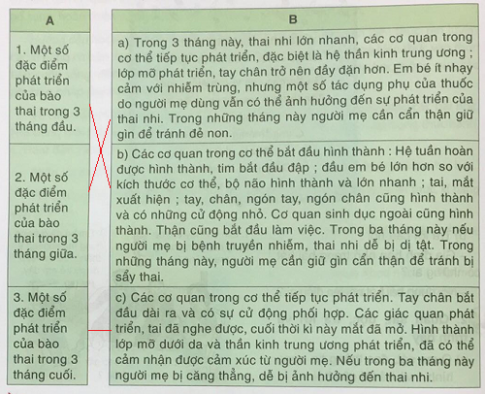 A
B
1. Một số
đặc điểm
phát triển
của bào
thai trong 3
tháng đầu.
a) Trong 3 tháng này, thai nhi lớn nhanh, các cơ quan trong
cơ thể tiếp tục phát triển, đặc biệt là hệ thần kinh trung ương ;
lớp mỡ phát triển, tay chân trở nên đầy đặn hơn. Em bé ít nhạy
cảm với nhiễm trùng, nhưng một số tác dụng phụ của thuốc
do người mẹ dùng vẫn có thể ảnh hưởng đến sự phát triển của
thai nhi. Trong những tháng này người mẹ cần cẩn thận giữ
gìn để tránh đẻ non.
2. Một số
đặc điểm
phát triển
của bào
thai trong 3
tháng giữa.
b) Các cơ quan trong cơ thể bắt đầu hình thành : Hệ tuần hoàn
được hình thành, tim bắt đầu đập ; đầu em bé lớn hơn so với
kích thước cơ thể, bộ não hình thành và lớn nhanh ; tai, mắt
xuất hiện ; tay, chân, ngón tay, ngón chân cũng hình thành
và có những cử động nhỏ. Cơ quan sinh dục ngoài cũng hình
thành. Thận cũng bắt đầu làm việc. Trong ba tháng này nếu
người mẹ bị bệnh truyền nhiễm, thai nhi dễ bị dị tật. Trong
những tháng này, người mẹ cần giữ gìn cẩn thận để tránh bị
sẩy thai.
3. Một số
đặc điểm
phát triển
của bào
thai trong 3
tháng cuối.
c) Các cơ quan trong cơ thể tiếp tục phát triển. Tay chân bắt
đầu dài ra và có sự cử động phối hợp. Các giác quan phát
triển, tai đã nghe được, cuối thời kì này mắt đã mở. Hình thành
lớp mỡ dưới da và thần kinh trung ương phát triển, đã có thể
cảm nhận được cảm xúc từ người mẹ. Nếu trong ba tháng này
người mẹ bị căng thẳng, dễ bị ảnh hưởng đến thai nhi.